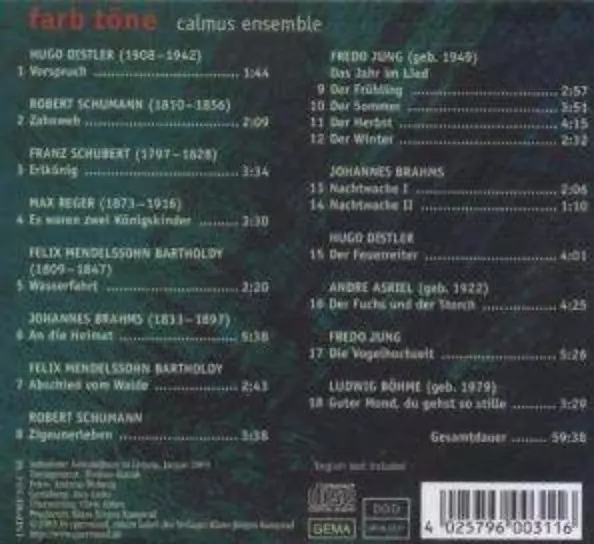 farb töne calmus ensemble
HUGO DISTLER (1908–1942)
1 Vorspruch 1:44
ROBERT SCHUMANN (1810–1856)
2 Zahnweh 2:09
FRANZ SCHUBERT (1797–1828)
3 Erlkönig 3:34
MAX REGER (1873–1916)
4 Es waren zwei Königskinder 3:30
FELIX MENDELSSOHN BARTHOLDY
(1809–1847)
5 Wasserfahrt 2:20
JOHANNES BRAHMS (1833–1897)
6 An die Heimat 5:38
FELIX MENDELSSOHN BARTHOLDY
7 Abschied vom Walde 2:43
ROBERT SCHUMANN
8 Zigeunerleben 3:38
FREDO JUNG (geb. 1949)
Das Jahr im Lied
9 Der Frühling 2:57
10 Der Sommer 3:51
11 Der Herbst 4:15
12 Der Winter 2:32
JOHANNES BRAHMS
13 Nachtwache I 2:06
14 Nachtwache II 1:10
HUGO DISTLER
15 Der Feuerreiter 4:01
ANDRE ASRIEL (geb. 1922)
16 Der Fuchs und der Storch 4:25
FREDO JUNG
17 Die Vogelhochzeit 5:26
LUDWIG BÖHME (geb. 1979)
18 Guter Mond, du gehst so stille 3:29
Gesamtdauer 59:38
English text included
GEMA
DDD
4 025796 003116